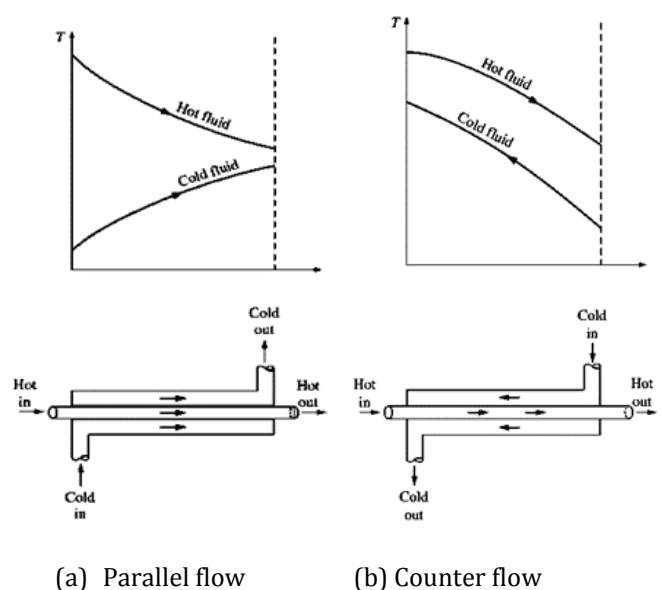 T
Hot fluid
Cold fluid
T
Hot fluid
Cold fluid
Cold
out
Hot
in
Hot
out
Cold
in
Cold
in
Hot
in
Hot
out
Cold
out
(a) Parallel flow
(b) Counter flow